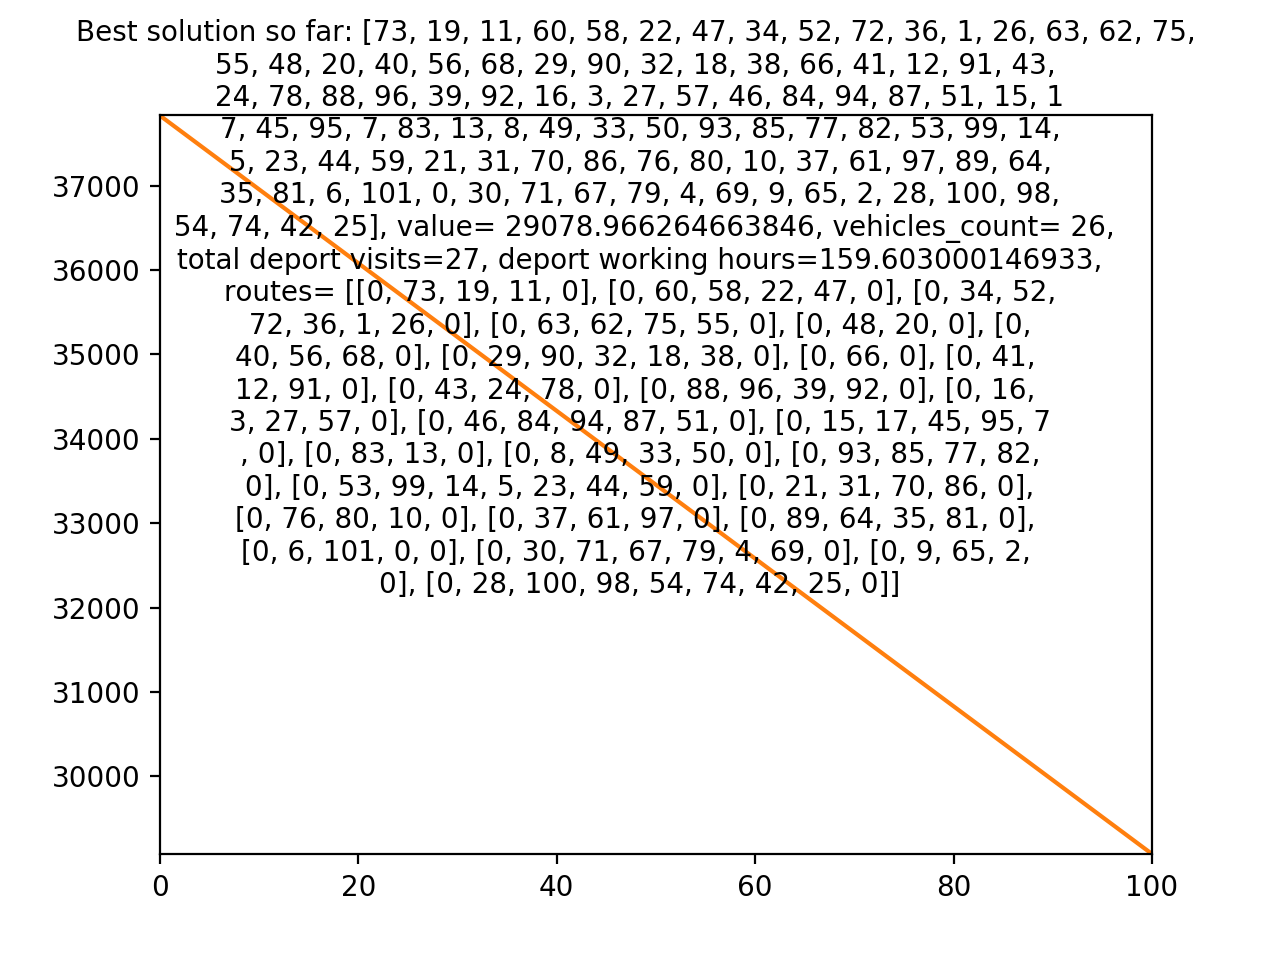 Best solution so far: [73, 19, 11, 60, 58, 22, 47, 34, 52, 72, 36, 1, 26, 63, 62, 75,
55, 48, 20, 40, 56, 68, 29, 90, 32, 18, 38, 66, 41, 12, 91, 43,
24, 78, 88, 96, 39, 92, 16, 3, 27, 57, 46, 84, 94, 87, 51, 15, 1
7, 45, 95, 7, 83, 13, 8, 49, 33, 50, 93, 85, 77, 82, 53, 99, 14,
5, 23, 44, 59, 21, 31, 70, 86, 76, 80, 10, 37, 61, 97, 89, 64,
35, 81, 6, 101, 0, 30, 71, 67, 79, 4, 69, 9, 65, 2, 28, 100, 98,
54, 74, 42, 25], value= 29078.966264663846, vehicles_count= 26,
total deport visits=27, deport working hours=159.603000146933,
routes= [[0, 73, 19, 11, 0], [0, 60, 58, 22, 47, 0], [0, 34, 52,
72, 36, 1, 26, 0], [0, 63, 62, 75, 55, 0], [0, 48, 20, 0], [0,
40, 56, 68, 0], [0, 29, 90, 32, 18, 38, 0], [0, 66, 0], [0, 41,
12, 91, 0], [0, 43, 24, 78, 0], [0, 88, 96, 39, 92, 0], [0, 16,
3, 27, 57, 0], [0, 46, 84, 94, 87, 51, 0], [0, 15, 17, 45, 95, 7
, 0], [0, 83, 13, 0], [0, 8, 49, 33, 50, 0], [0, 93, 85, 77, 82,
0], [0, 53, 99, 14, 5, 23, 44, 59, 0], [0, 21, 31, 70, 86, 0],
[0, 76, 80, 10, 0], [0, 37, 61, 97, 0], [0, 89, 64, 35, 81, 0],
[0, 6, 101, 0, 0], [0, 30, 71, 67, 79, 4, 69, 0], [0, 9, 65, 2,
0], [0, 28, 100, 98, 54, 74, 42, 25, 0]]
37000
36000
35000
34000
33000
32000
31000
30000
0 20 40 60 80 100